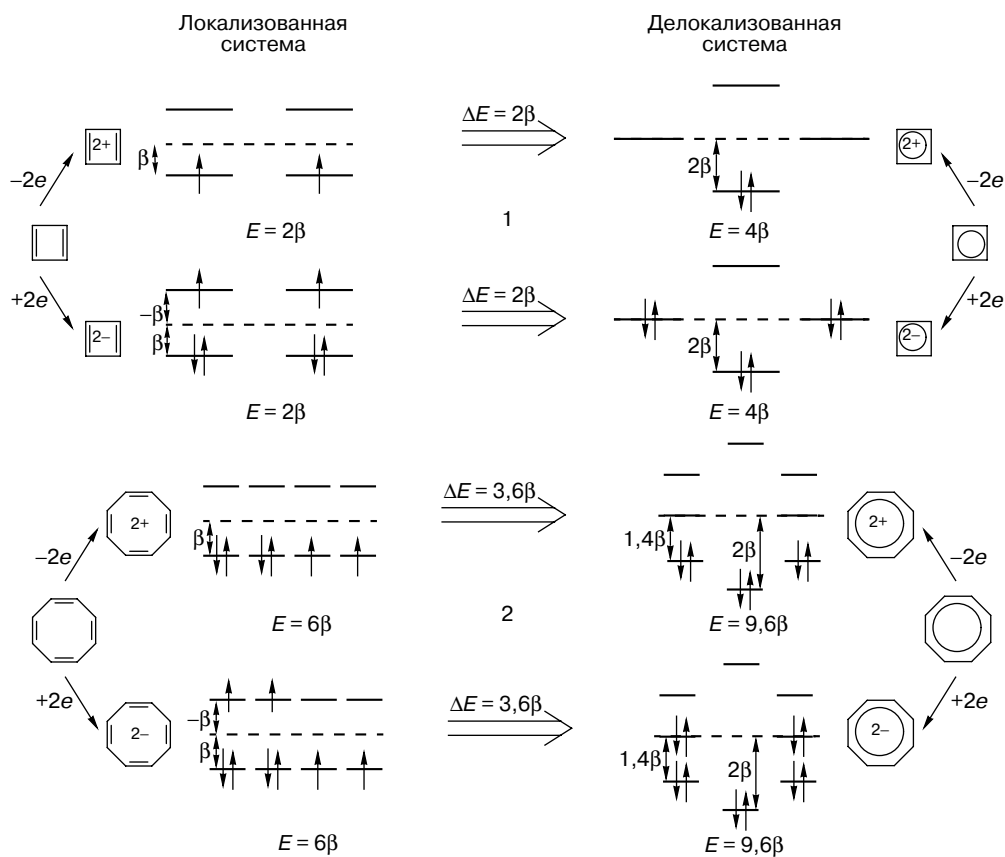 Локализованная
система
Делокализованная
система
2+
β
−2e
E = 2β
ΔE = 2β
2β
E = 4β
2+
−2e
1
+2e
2−
−β
β
E = 2β
ΔE = 2β
2β
E = 4β
2−
+2e
2+
β
−2e
E = 6β
ΔE = 3,6β
1,4β
2β
E = 9,6β
2+
−2e
2
+2e
2−
−β
β
E = 6β
ΔE = 3,6β
1,4β
2β
E = 9,6β
2−
+2e